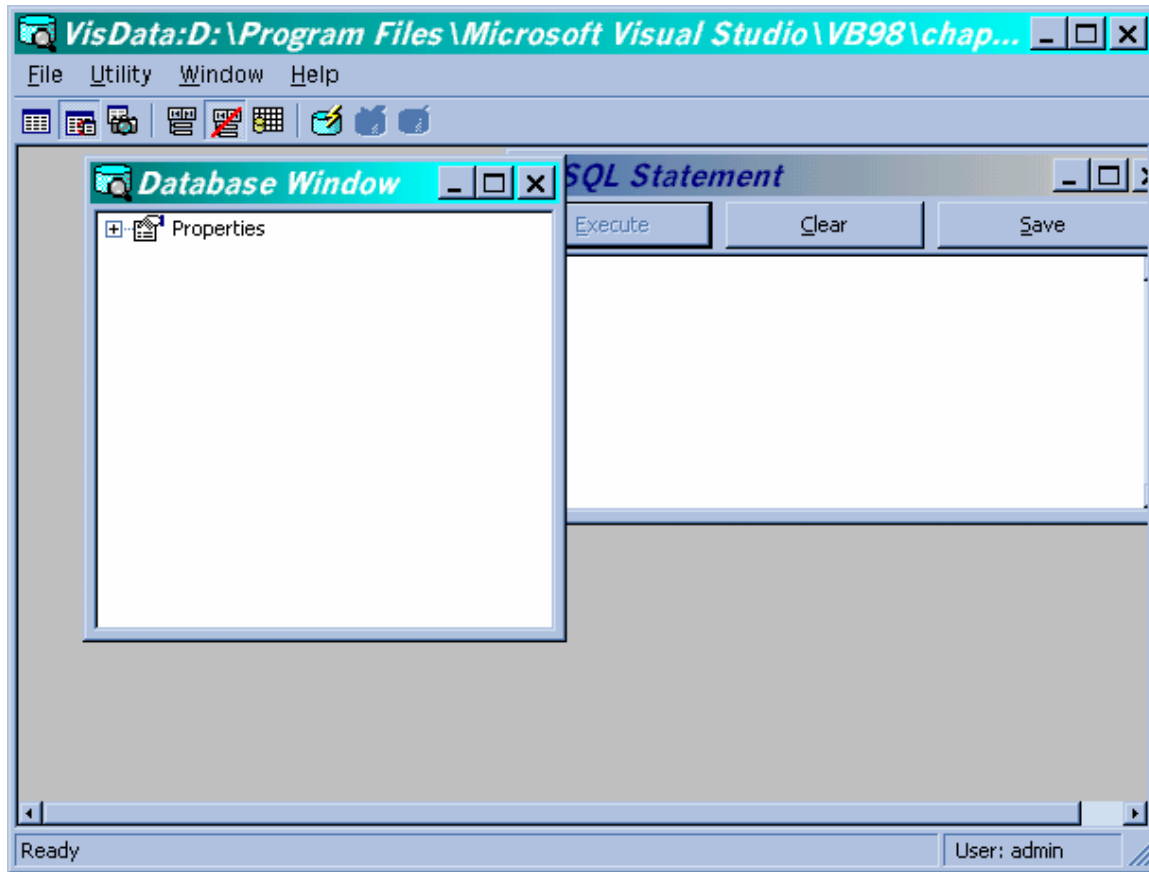 VisData:D:\Program Files\Microsoft Visual Studio\VB98\chap...
File Utility Window Help
Database Window
SQL Statement
Properties
Execute Clear Save
Ready
User: admin